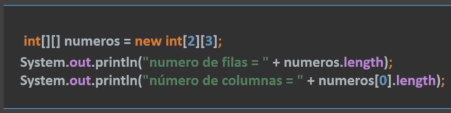 int[][] numeros = new int[2][3];
System.out.println("numero de filas = " + numeros.length);
System.out.println("número de columnas = " + numeros[0].length);